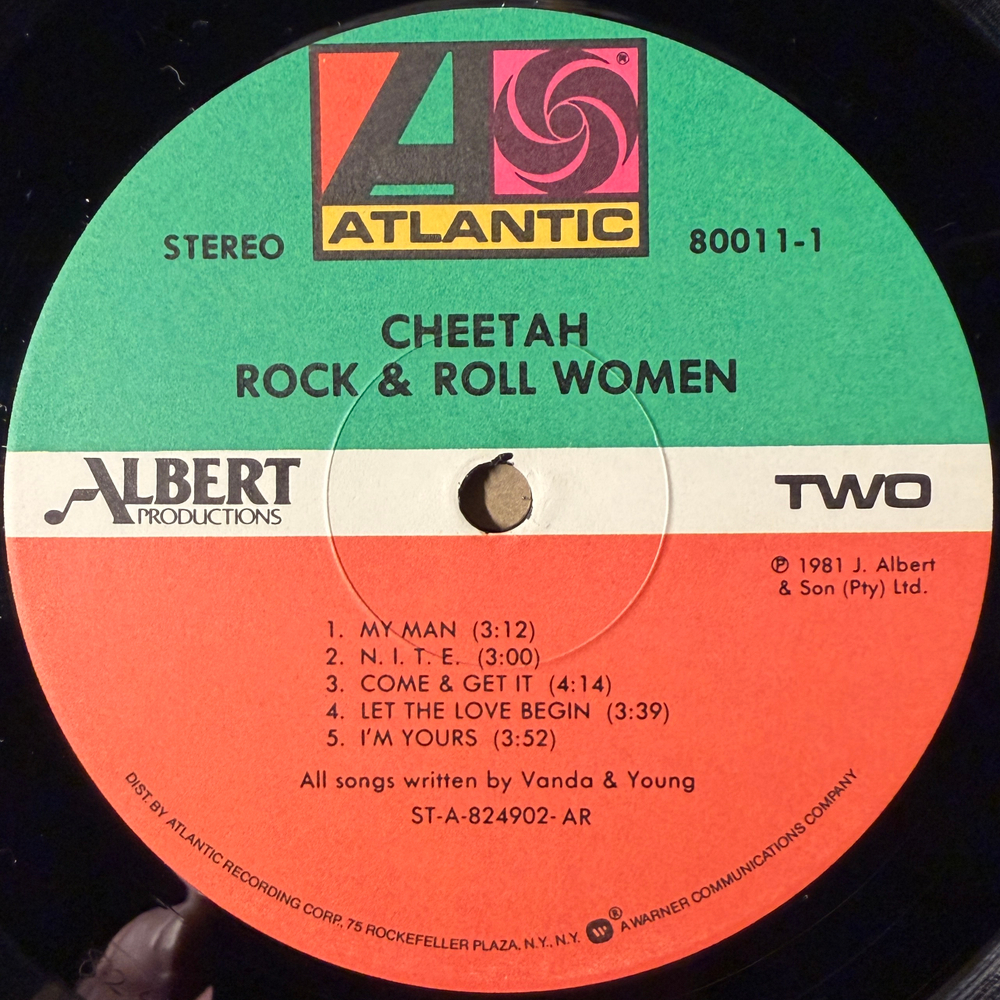 A ®
ATLANTIC
STEREO
80011-1
CHEETAH
ROCK & ROLL WOMEN
ALBERT
PRODUCTIONS
TWO
℗ 1981 J. Albert
& Son (Pty) Ltd.
1. MY MAN (3:12)
2. N. I. T. E. (3:00)
3. COME & GET IT (4:14)
4. LET THE LOVE BEGIN (3:39)
5. I'M YOURS (3:52)
All songs written by Vanda & Young
ST-A-824902-AR
DIST. BY ATLANTIC RECORDING CORP., 75 ROCKEFELLER PLAZA, N.Y., N.Y. ® A WARNER COMMUNICATIONS COMPANY